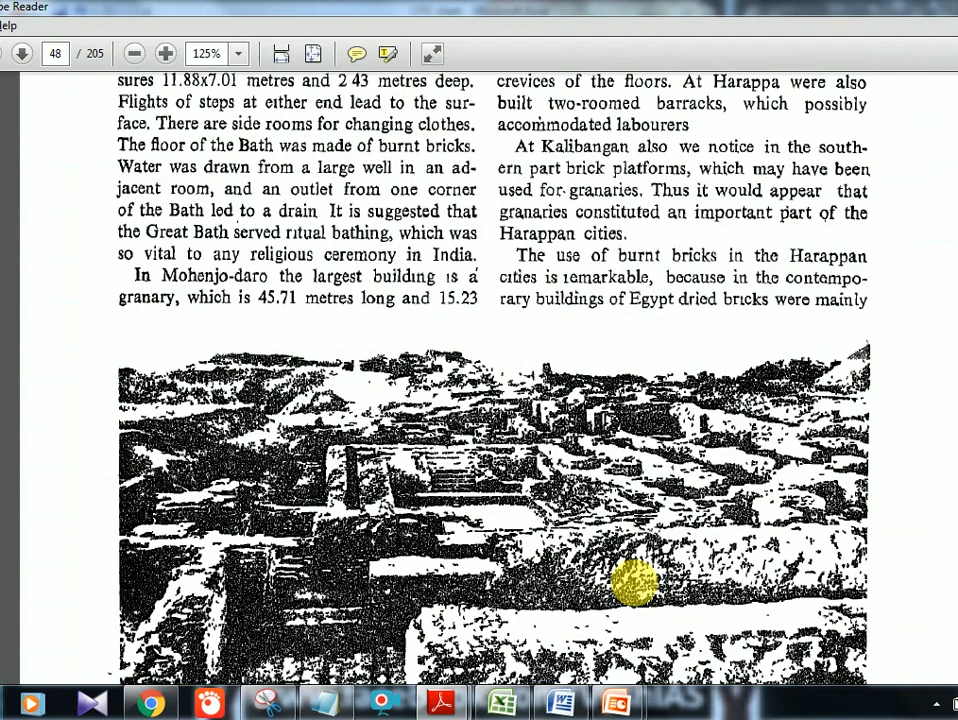 be Reader
Help
48 / 205
125%
sures 11.88x7.01 metres and 2 43 metres deep.
Flights of steps at either end lead to the sur-
face. There are side rooms for changing clothes.
The floor of the Bath was made of burnt bricks.
Water was drawn from a large well in an ad-
jacent room, and an outlet from one corner
of the Bath led to a drain It is suggested that
the Great Bath served ritual bathing, which was
so vital to any religious ceremony in India.
In Mohenjo-daro the largest building is a
granary, which is 45.71 metres long and 15.23
crevices of the floors. At Harappa were also
built two-roomed barracks, which possibly
accommodated labourers
At Kalibangan also we notice in the south-
ern part brick platforms, which may have been
used for granaries. Thus it would appear that
granaries constituted an important part of the
Harappan cities.
The use of burnt bricks in the Harappan
cities is remarkable, because in the contempo-
rary buildings of Egypt dried bricks were mainly